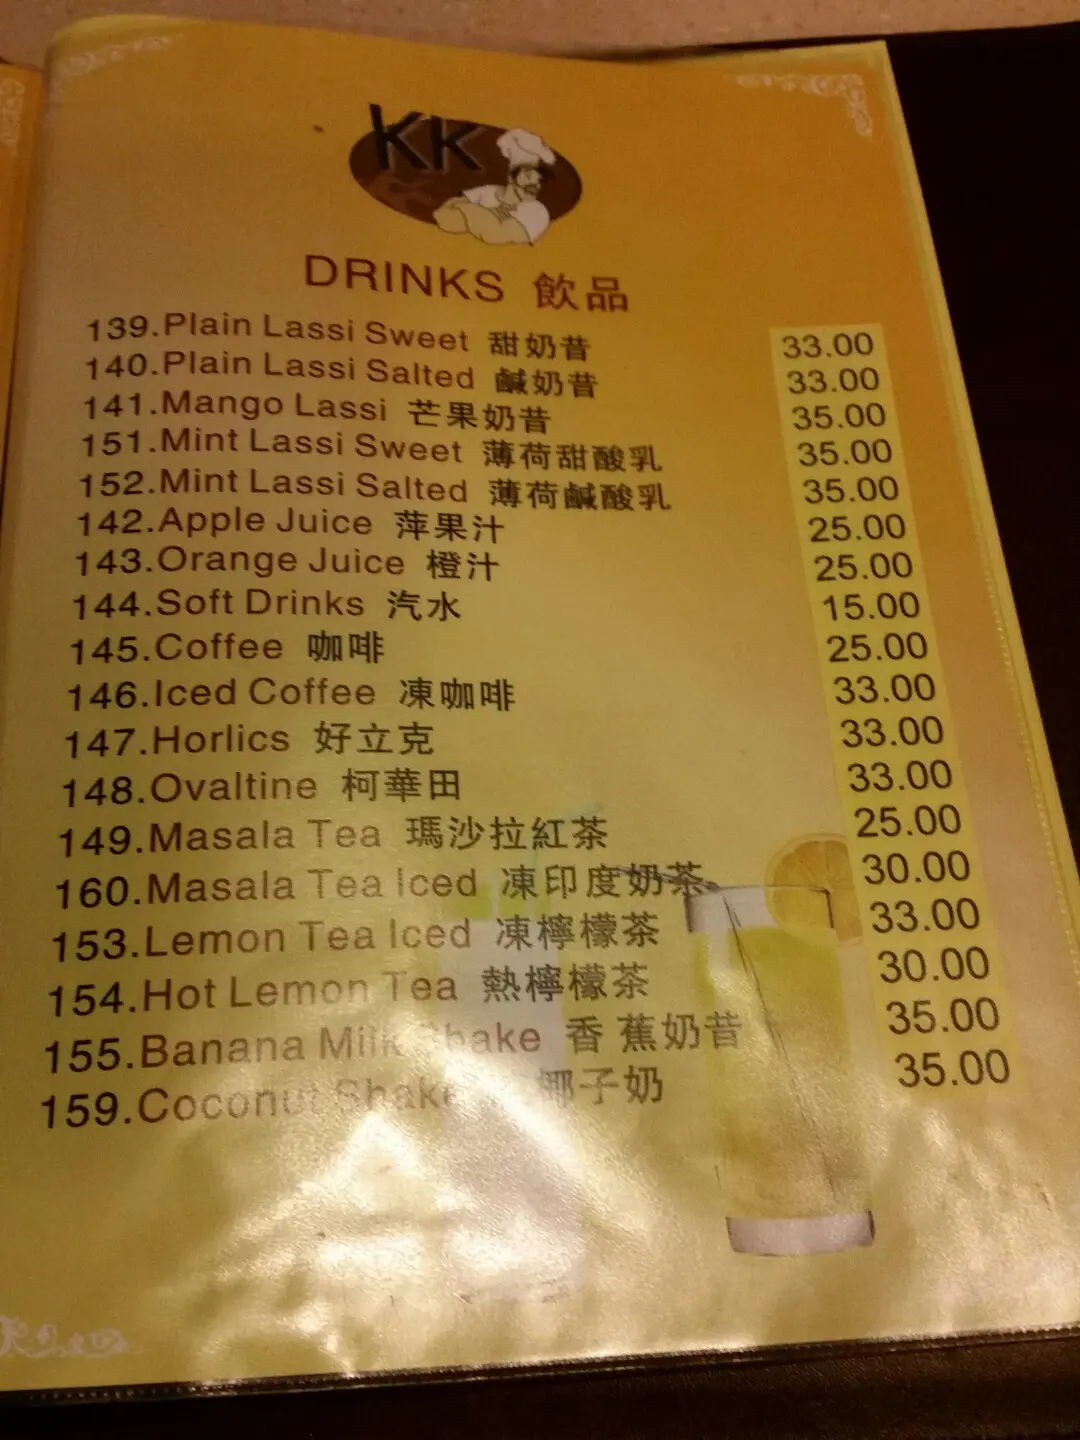 KK
DRINKS 飲品
139.Plain Lassi Sweet 甜奶昔 33.00
140.Plain Lassi Salted 鹹奶昔 33.00
141.Mango Lassi 芒果奶昔 35.00
151.Mint Lassi Sweet 薄荷甜酸乳 35.00
152.Mint Lassi Salted 薄荷鹹酸乳 35.00
142.Apple Juice 萍果汁 25.00
143.Orange Juice 橙汁 25.00
144.Soft Drinks 汽水 15.00
145.Coffee 咖啡 25.00
146.Iced Coffee 凍咖啡 33.00
147.Horlics 好立克 33.00
148.Ovaltine 柯華田 33.00
149.Masala Tea 瑪沙拉紅茶 25.00
160.Masala Tea Iced 凍印度奶茶 30.00
153.Lemon Tea Iced 凍檸檬茶 33.00
154.Hot Lemon Tea 熱檸檬茶 30.00
155.Banana Milk Shake 香蕉奶昔 35.00
159.Coconut Shake 椰子奶 35.00